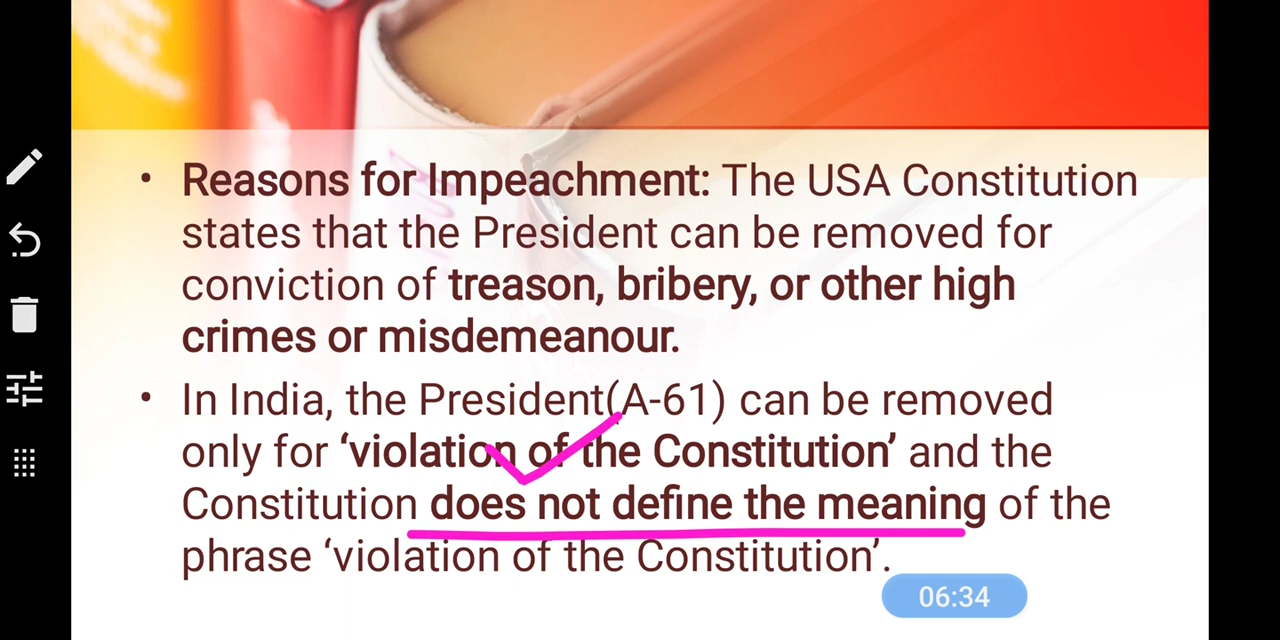 • Reasons for Impeachment: The USA Constitution
states that the President can be removed for
conviction of treason, bribery, or other high
crimes or misdemeanour.
• In India, the President(A-61) can be removed
only for ‘violation of the Constitution’ and the
Constitution does not define the meaning of the
phrase ‘violation of the Constitution’.
06:34